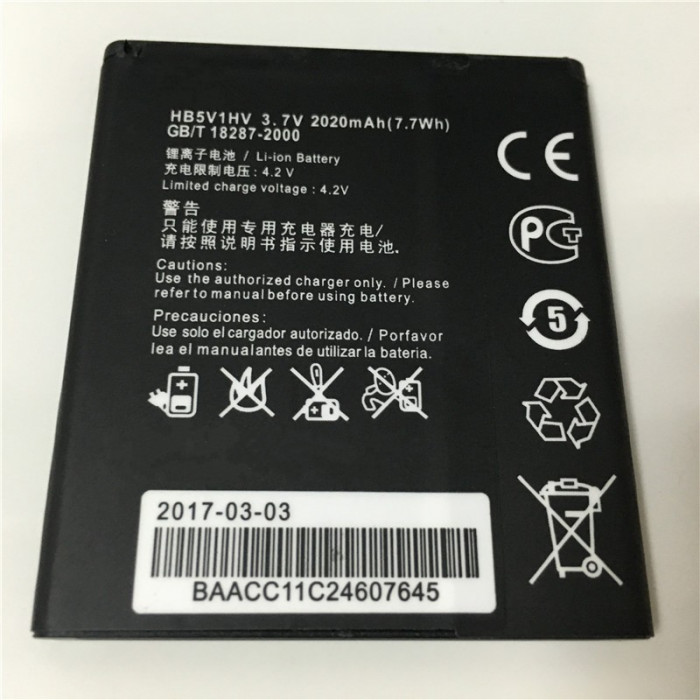 HB5V1HV 3.7V 2020mAh(7.7Wh)
GB/T 18287-2000
锂离子电池 / Li-ion Battery
充电限制电压: 4.2 V
Limited charge voltage : 4.2V
警告
只能使用专用充电器充电/
请按照说明书指示使用电池.
Cautions:
Use the authorized charger only. / Please
refer to manual before using battery.
Precauciones:
Use solo el cargador autorizado. / Porfavor
lea el manualantes de utilizar la bateria.
CE
PCT
5
2017-03-03
BAACC11C24607645